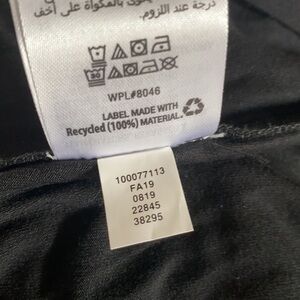 درجة عند اللزوم.
بالمكواة على أخف
WPL#8046
LABEL MADE WITH
Recycled (100%) MATERIAL.
100077113
FA19
0819
22845
38295